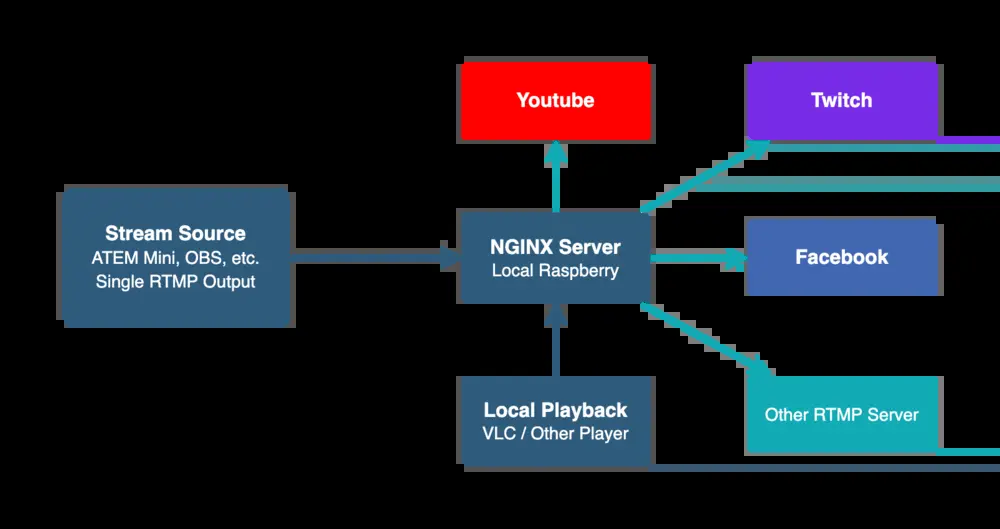 Youtube
Twitch
Stream Source
ATEM Mini, OBS, etc.
Single RTMP Output
NGINX Server
Local Raspberry
Facebook
Local Playback
VLC / Other Player
Other RTMP Server